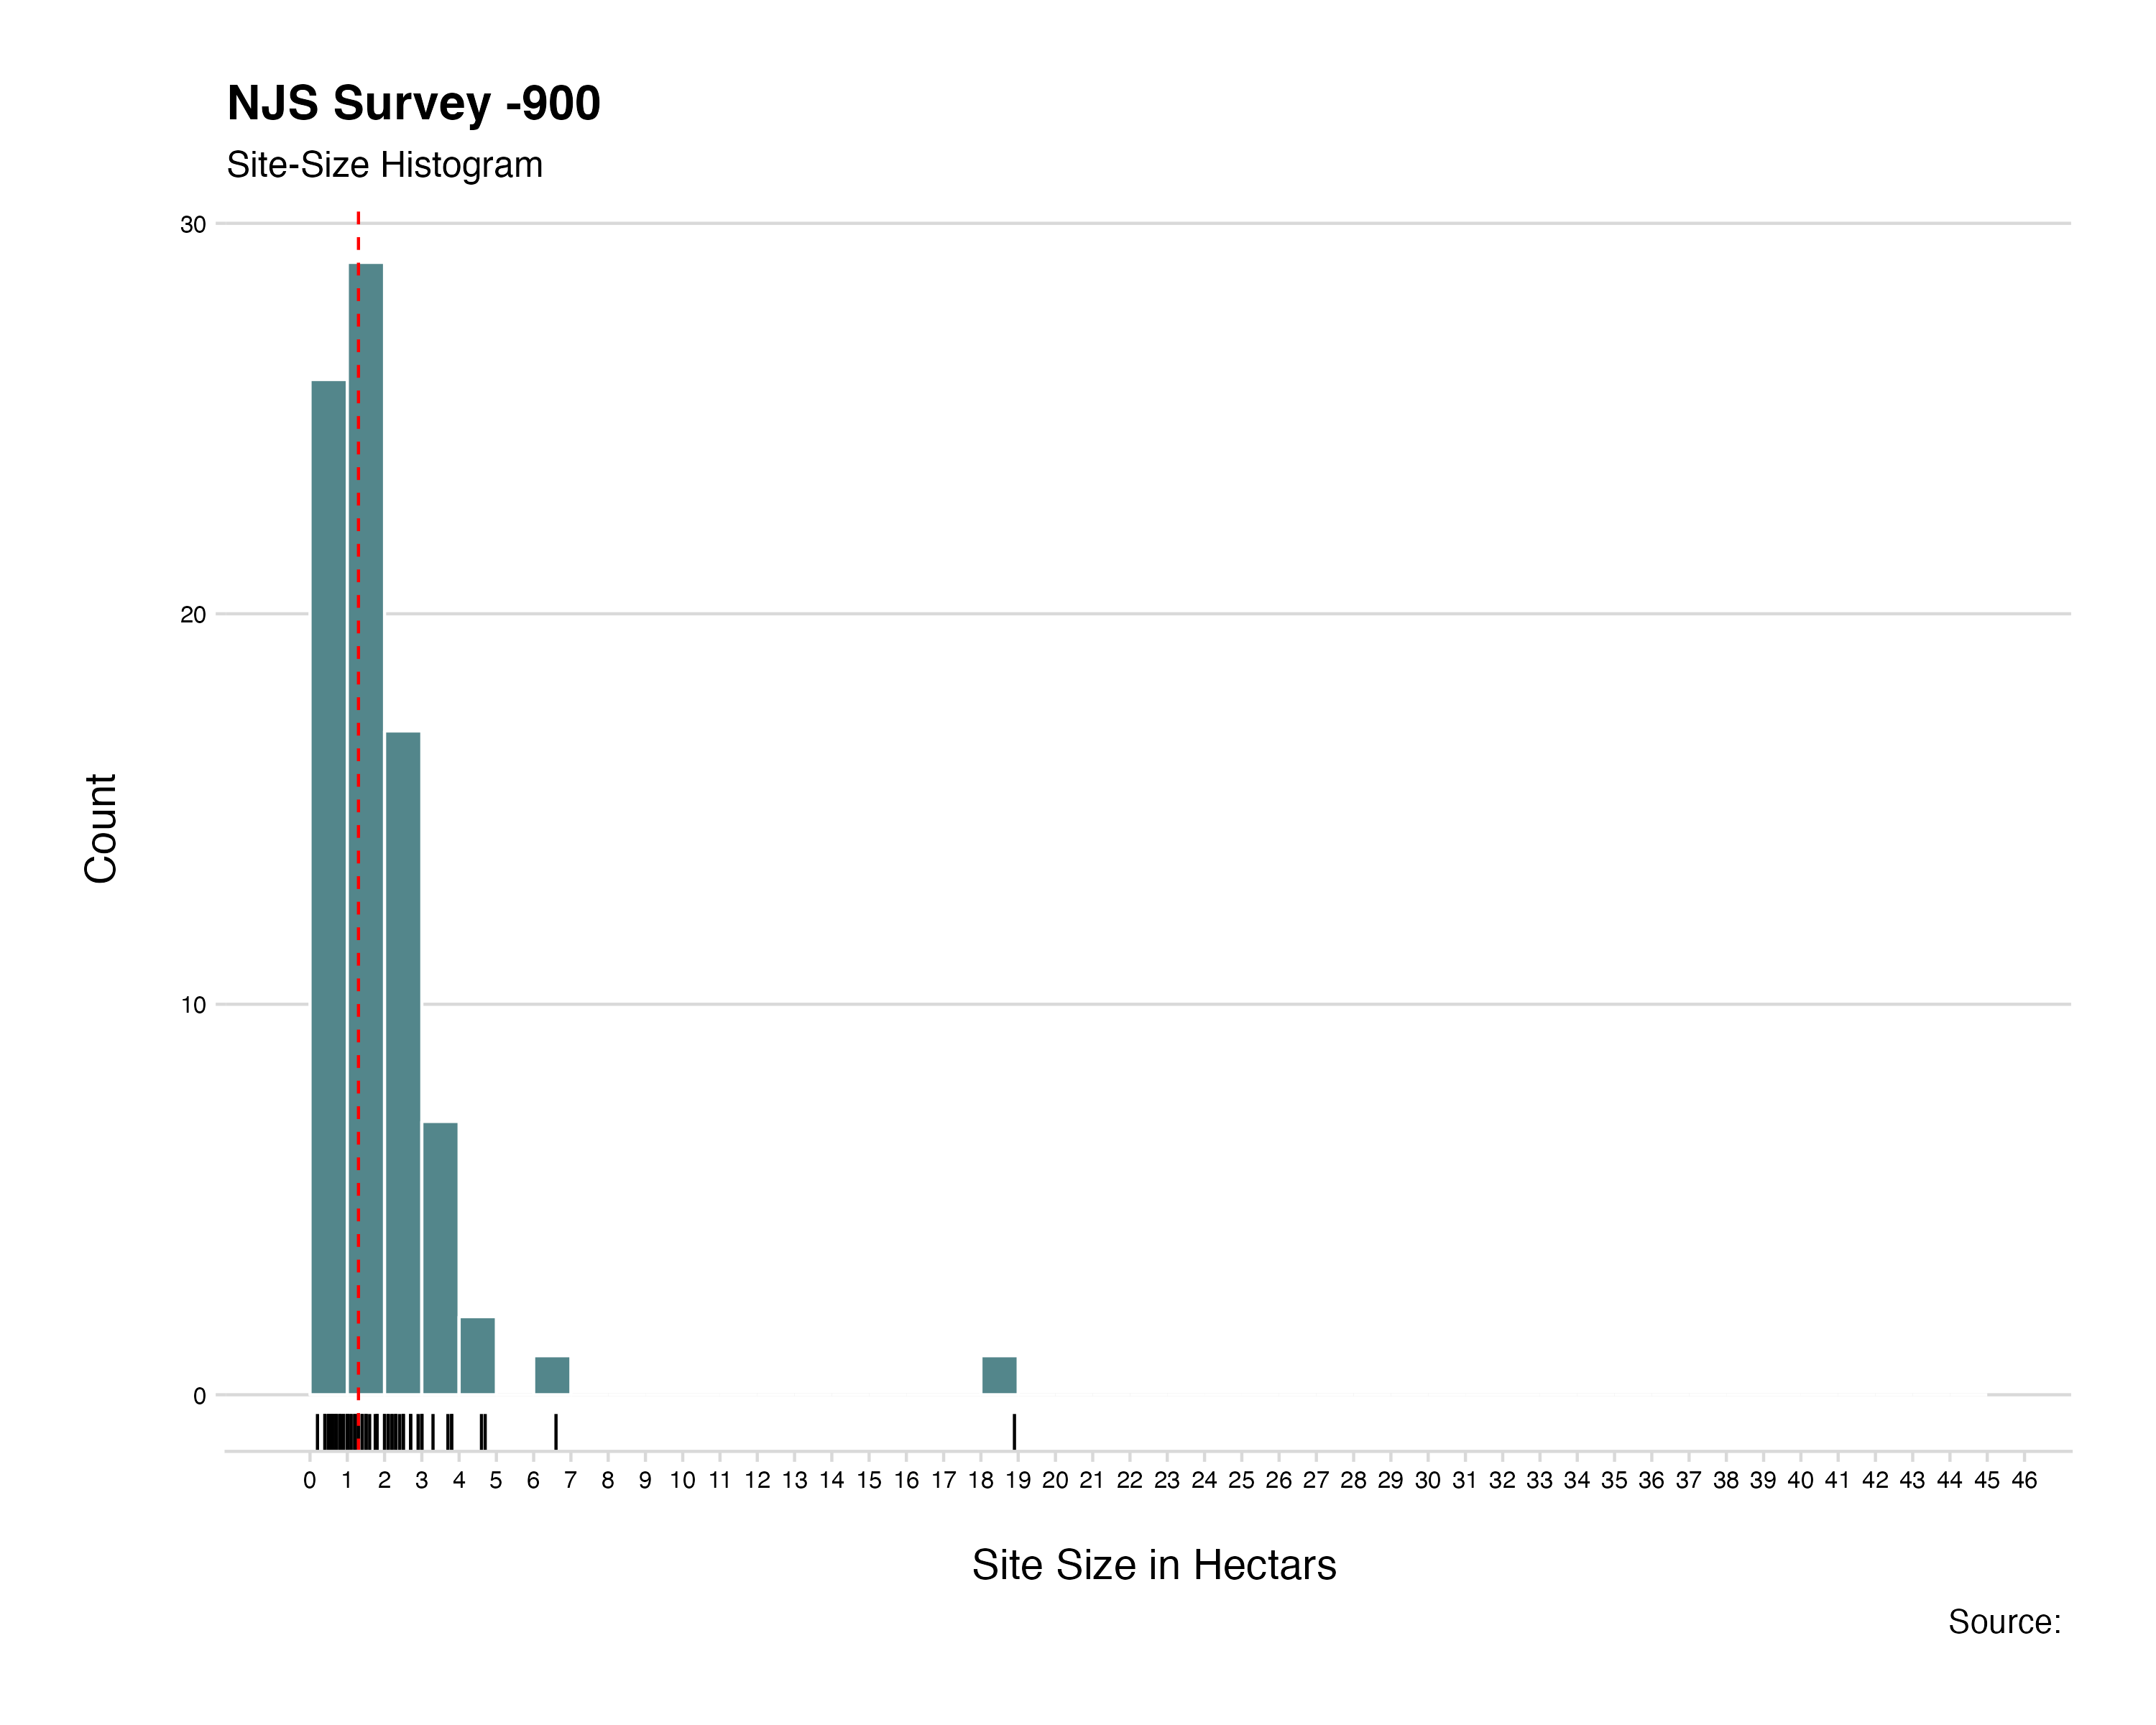 NJS Survey -900
Site-Size Histogram
30
20
10
0
Count
0 1 2 3 4 5 6 7 8 9 10 11 12 13 14 15 16 17 18 19 20 21 22 23 24 25 26 27 28 29 30 31 32 33 34 35 36 37 38 39 40 41 42 43 44 45 46
Site Size in Hectars
Source: